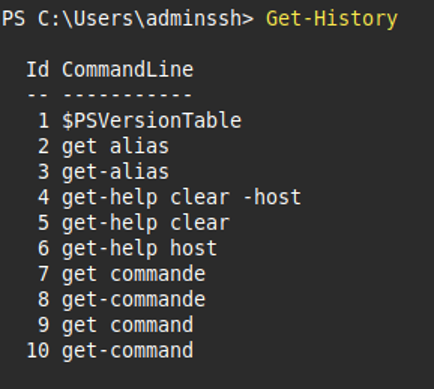 PS C:\Users\adminssh> Get-History
Id CommandLine
-- -----------
1 $PSVersionTable
2 get alias
3 get-alias
4 get-help clear -host
5 get-help clear
6 get-help host
7 get commande
8 get-commande
9 get command
10 get-command